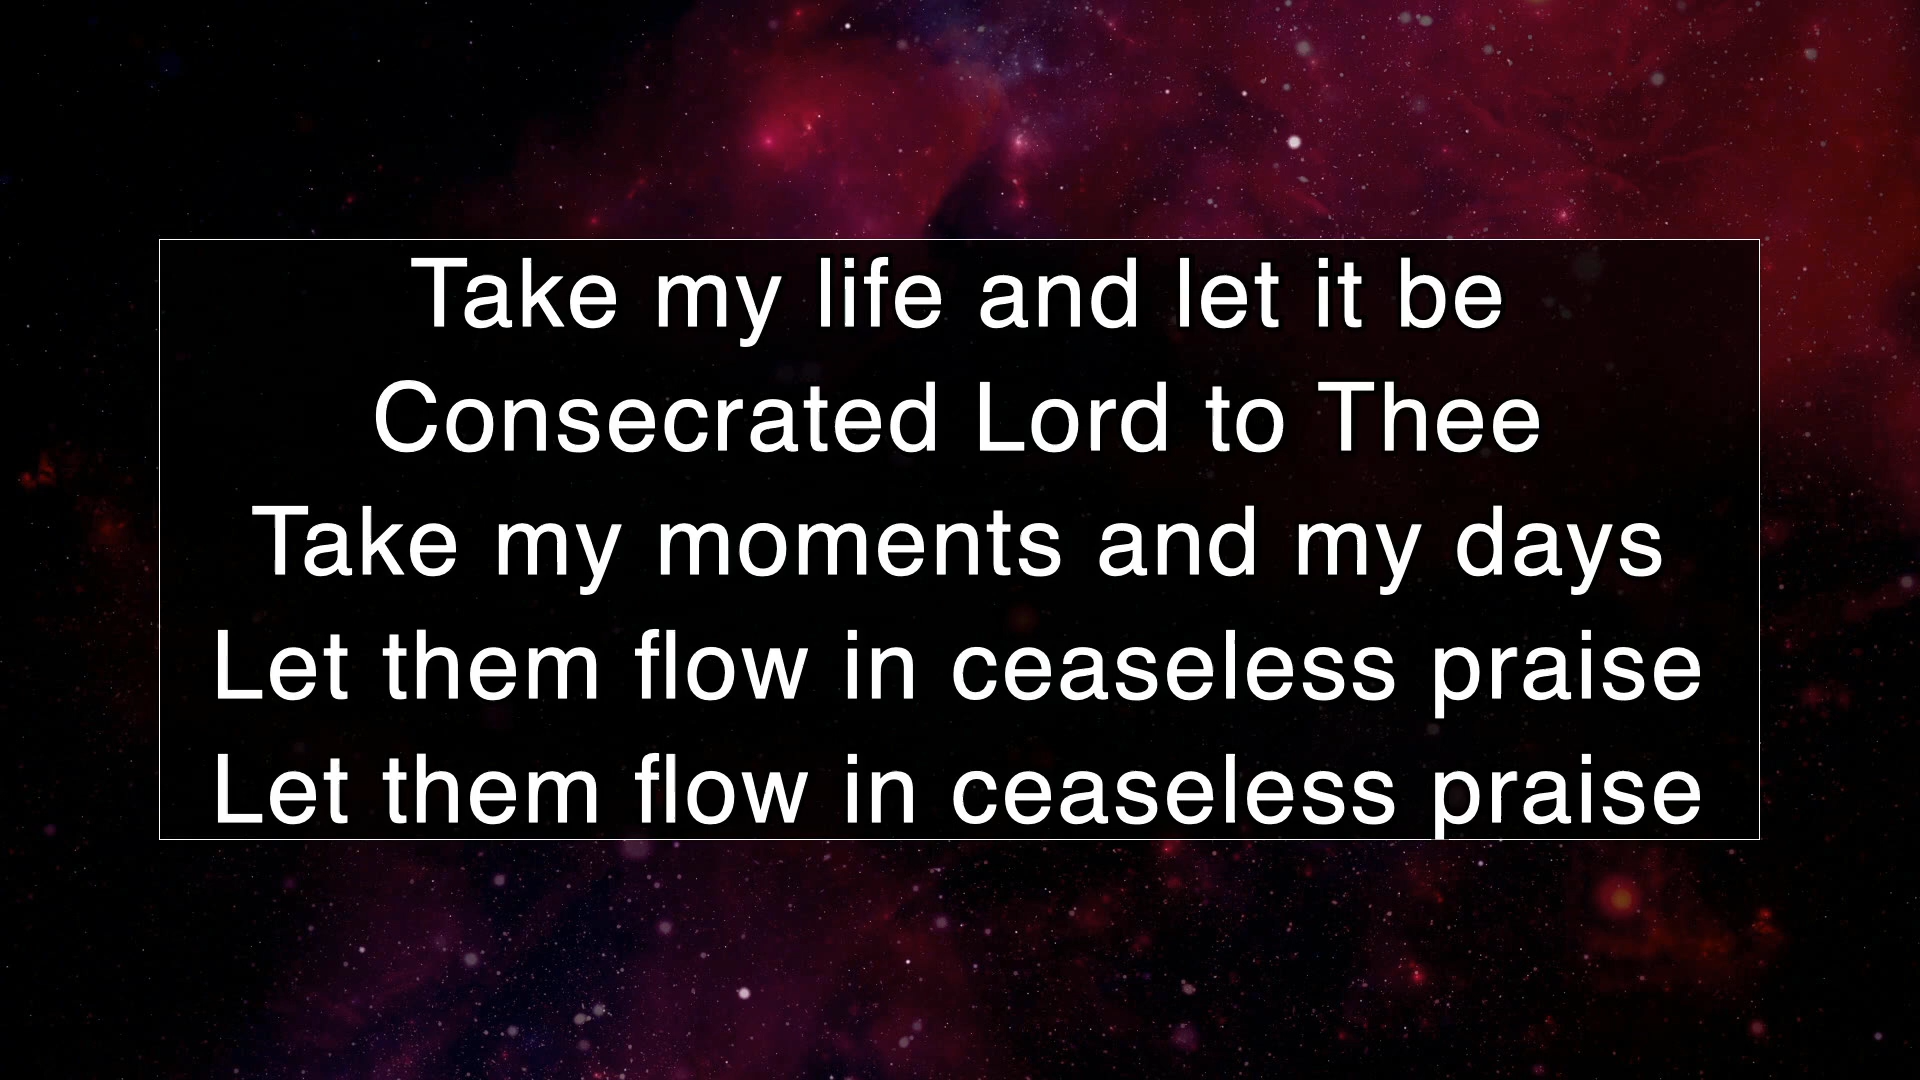 Take my life and let it be
Consecrated Lord to Thee
Take my moments and my days
Let them flow in ceaseless praise
Let them flow in ceaseless praise